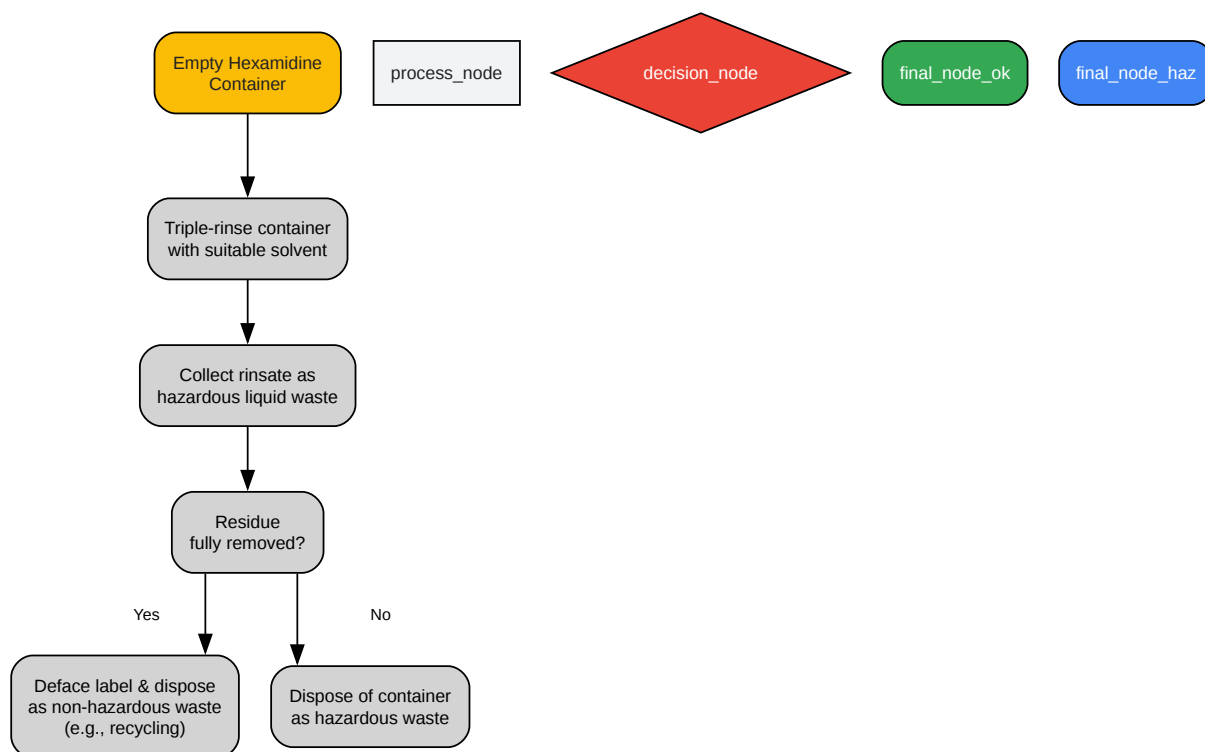 Empty Hexamidine
Container
process_node
decision_node
final_node_ok
final_node_haz
Triple-rinse container
with suitable solvent
Collect rinsate as
hazardous liquid waste
Residue
fully removed?
Yes
No
Deface label & dispose
as non-hazardous waste
(e.g., recycling)
Dispose of container
as hazardous waste